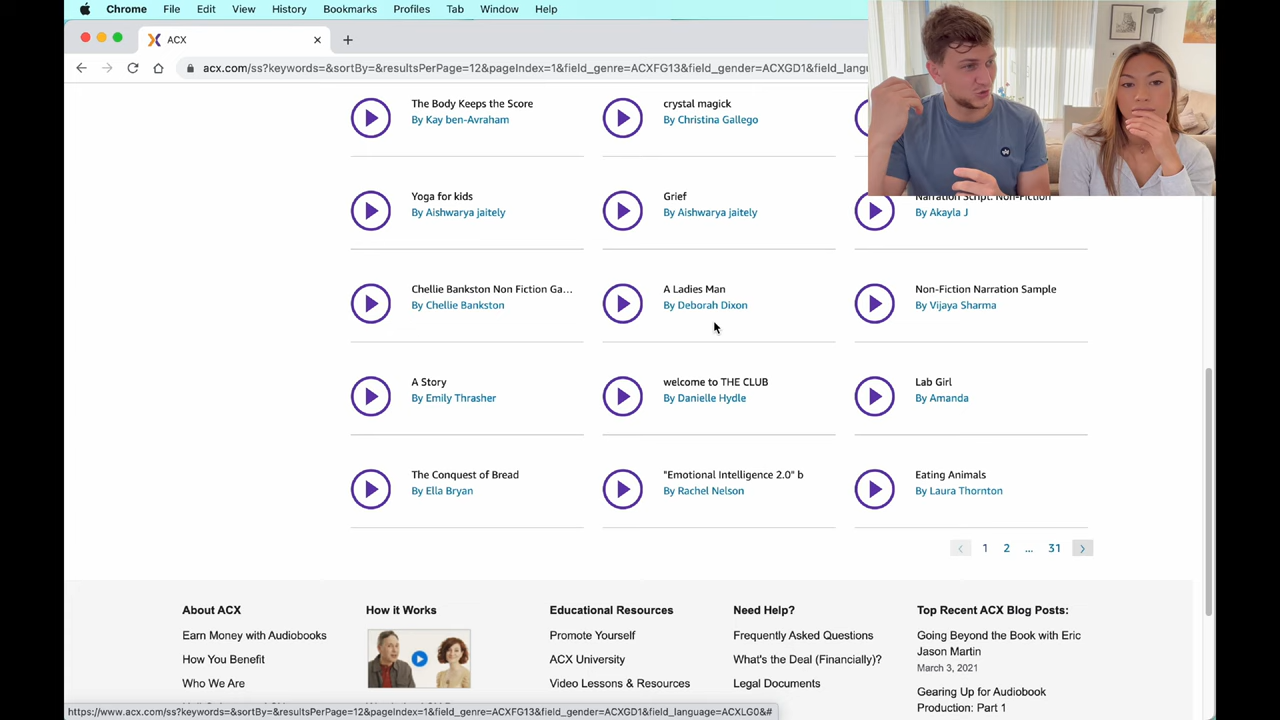 Chrome File Edit View History Bookmarks Profiles Tab Window Help
ACX
acx.com/ss?keywords=&sortBy=&resultsPerPage=12&pageIndex=1&field_genre=ACXFG13&field_gender=ACXGD1&field_langu
The Body Keeps the Score
By Kay ben-Avraham
crystal magick
By Christina Gallego
Yoga for kids
By Aishwarya jaitely
Grief
By Aishwarya jaitely
Narration Script: Non-Fiction
By Akayla J
Chellie Bankston Non Fiction Ga...
By Chellie Bankston
A Ladies Man
By Deborah Dixon
Non-Fiction Narration Sample
By Vijaya Sharma
A Story
By Emily Thrasher
welcome to THE CLUB
By Danielle Hydle
Lab Girl
By Amanda
The Conquest of Bread
By Ella Bryan
"Emotional Intelligence 2.0" b
By Rachel Nelson
Eating Animals
By Laura Thornton
1 2 ... 31
About ACX
Earn Money with Audiobooks
How You Benefit
Who We Are
How it Works
Educational Resources
Promote Yourself
ACX University
Video Lessons & Resources
Need Help?
Frequently Asked Questions
What's the Deal (Financially)?
Legal Documents
Top Recent ACX Blog Posts:
Going Beyond the Book with Eric
Jason Martin
March 3, 2021
Gearing Up for Audiobook
Production: Part 1
https://www.acx.com/ss?keywords=&sortBy=&resultsPerPage=12&pageIndex=1&field_genre=ACXFG13&field_gender=ACXGD1&field_language=ACXLG0&#